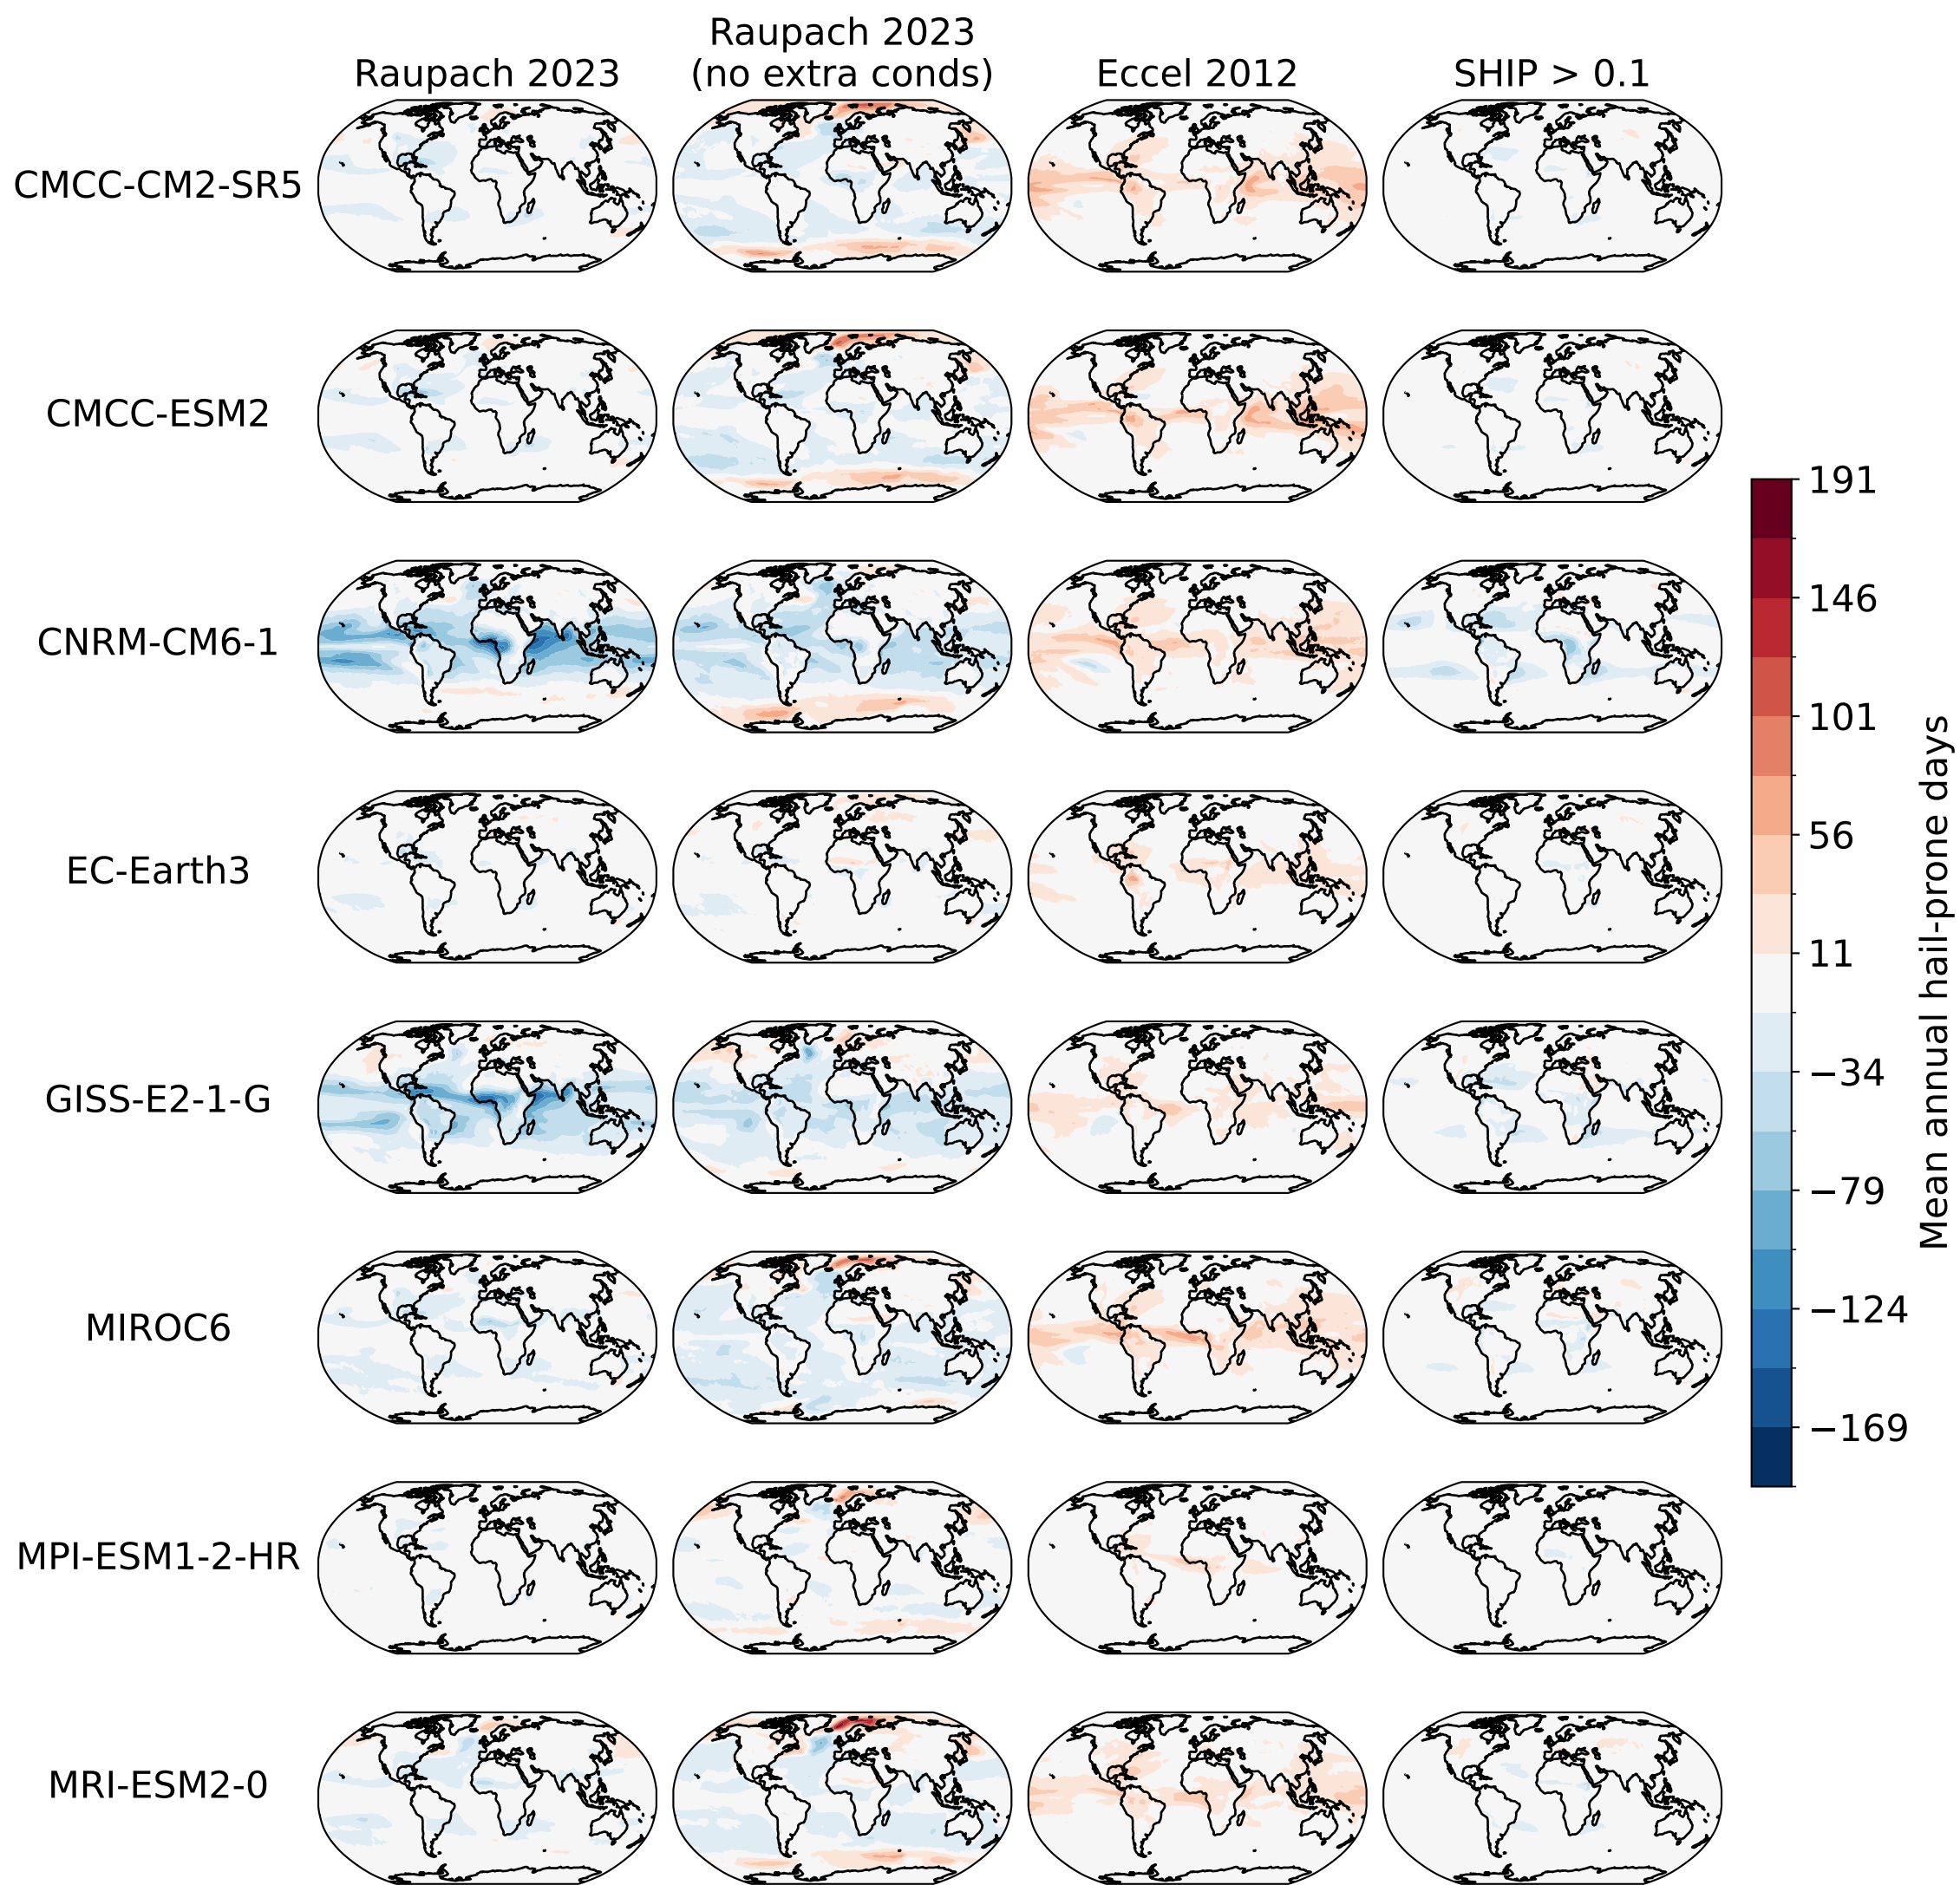 Raupach 2023
Raupach 2023
(no extra conds)
Eccel 2012
SHIP > 0.1
CMCC-CM2-SR5
CMCC-ESM2
CNRM-CM6-1
EC-Earth3
GISS-E2-1-G
MIROC6
MPI-ESM1-2-HR
MRI-ESM2-0
191
146
101
56
11
−34
−79
−124
−169
Mean annual hail-prone days